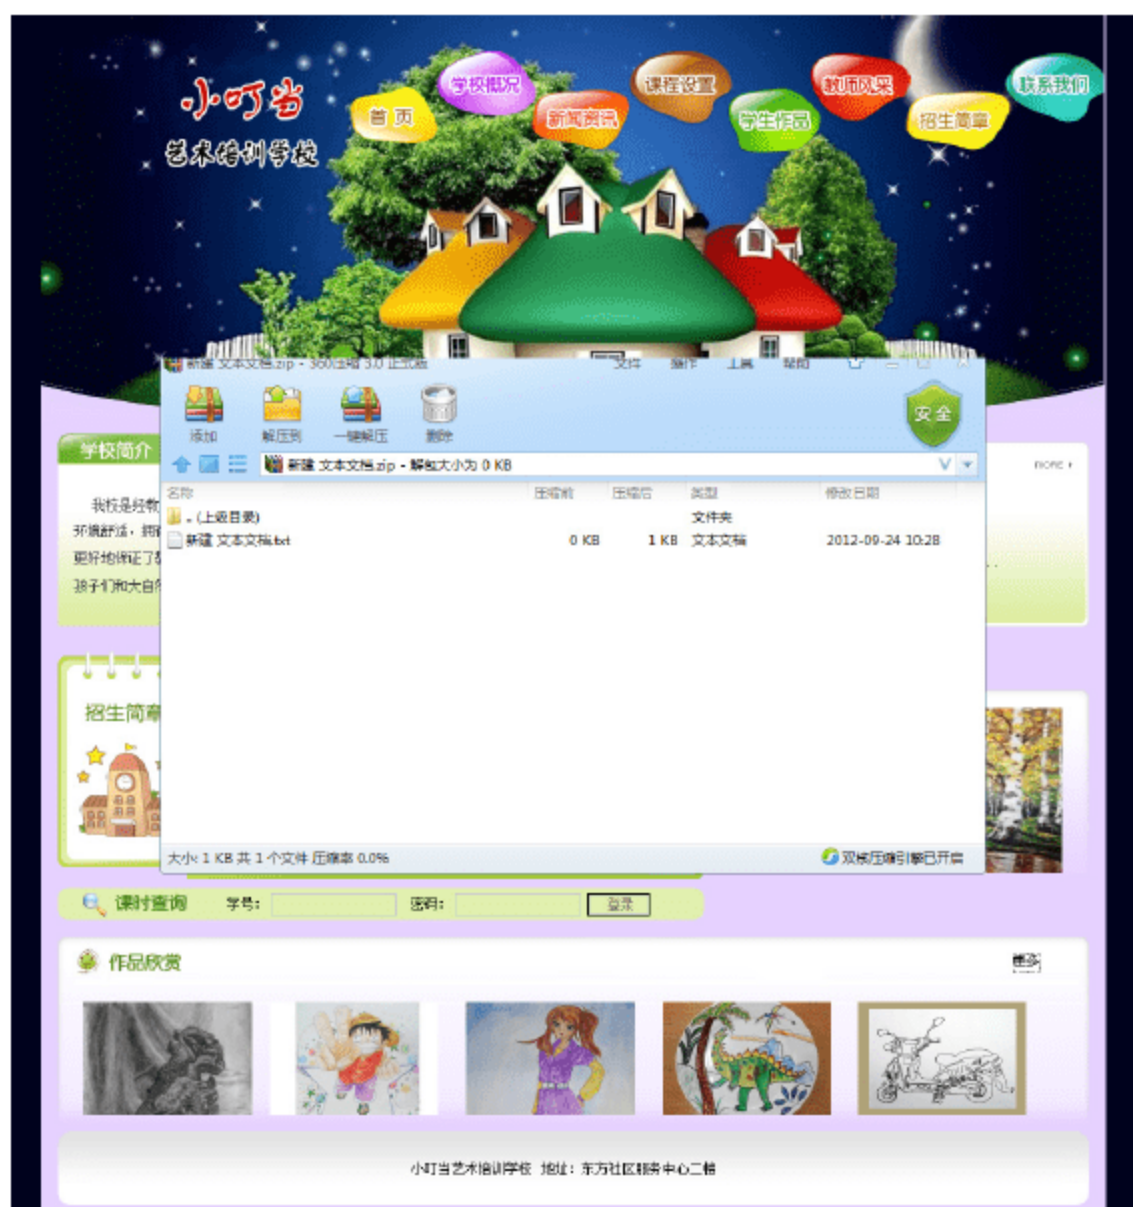 小叮当
艺术培训学校
首 页
学校概况
新闻资讯
课程设置
学生作品
教师风采
招生简章
联系我们
新建 文本文档.zip - 360压缩 3.0 正式版
文件 操作 工具 帮助
添加 解压到 一键解压 删除
安全
新建 文本文档.zip - 解包大小为 0 KB
名称 压缩前 压缩后 类型 修改日期
. (上级目录) 文件夹
新建 文本文档.txt 0 KB 1 KB 文本文档 2012-09-24 10:28
大小: 1 KB 共 1 个文件 压缩率 0.0% 双核压缩引擎已开启
学校简介
MORE
我校是经教
环境舒适，拥
更好地保证了
孩子们和大自
招生简章
课时查询 学号: 密码: 登录
作品欣赏 更多
小叮当艺术培训学校 地址：东方社区服务中心二楼